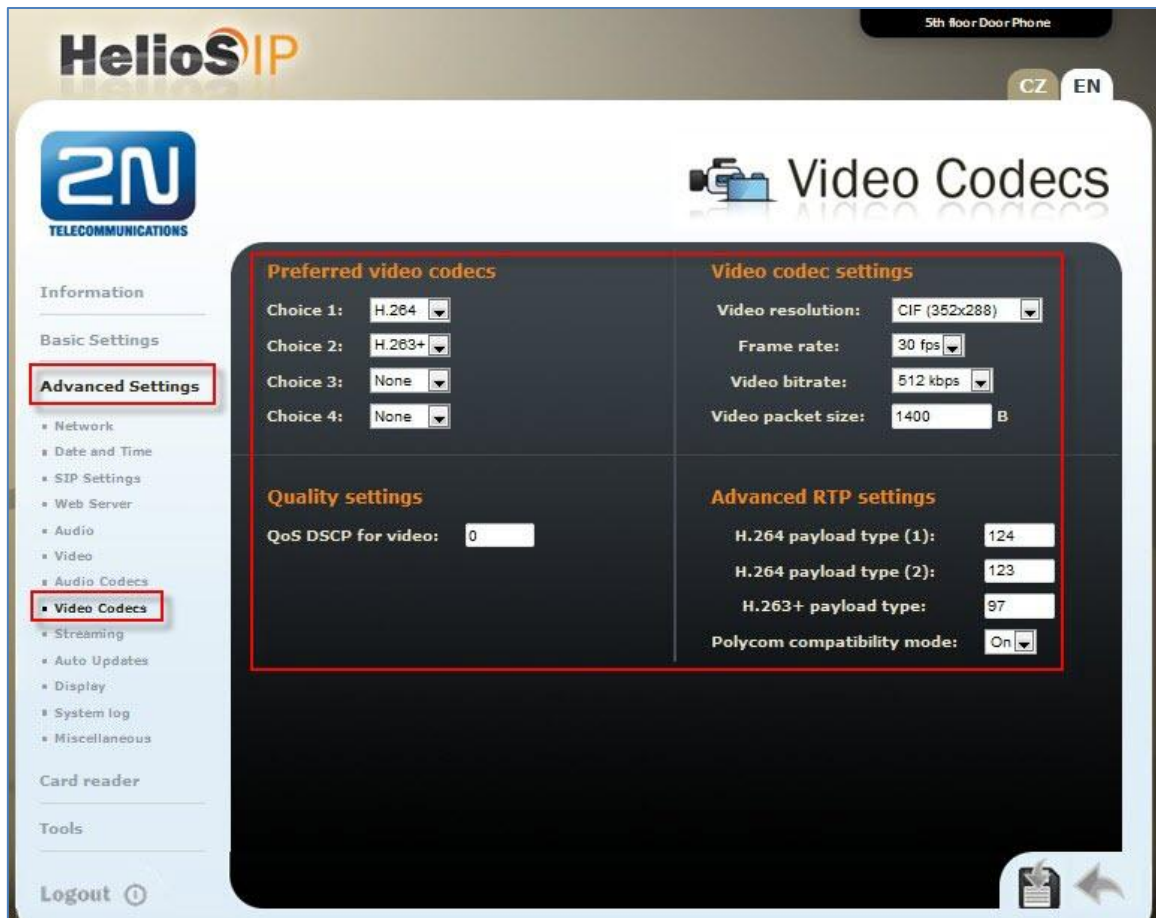 5th floor Door Phone
HelioS IP
CZ EN
2N
TELECOMMUNICATIONS
Video Codecs
Information
Basic Settings
Advanced Settings
Network
Date and Time
SIP Settings
Web Server
Audio
Video
Audio Codecs
Video Codecs
Streaming
Auto Updates
Display
System log
Miscellaneous
Card reader
Tools
Logout
Preferred video codecs
Choice 1: H.264
Choice 2: H.263+
Choice 3: None
Choice 4: None
Video codec settings
Video resolution: CIF (352x288)
Frame rate: 30 fps
Video bitrate: 512 kbps
Video packet size: 1400 B
Quality settings
QoS DSCP for video: 0
Advanced RTP settings
H.264 payload type (1): 124
H.264 payload type (2): 123
H.263+ payload type: 97
Polycom compatibility mode: On